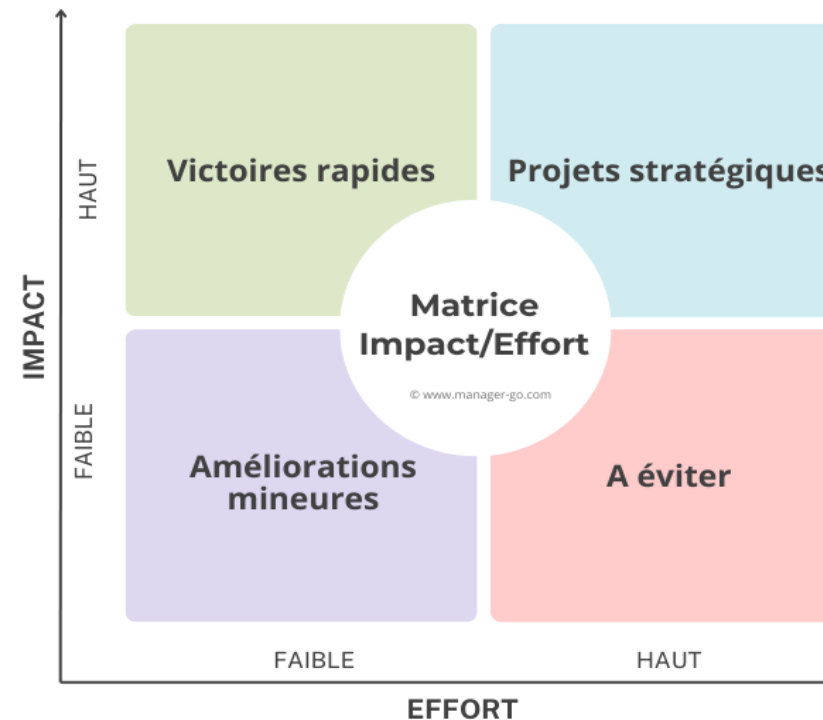 Victoires rapides
Projets stratégiques
HAUT
IMPACT
Matrice
Impact/Effort
© www.manager-go.com
FAIBLE
Améliorations
mineures
A éviter
FAIBLE
HAUT
EFFORT